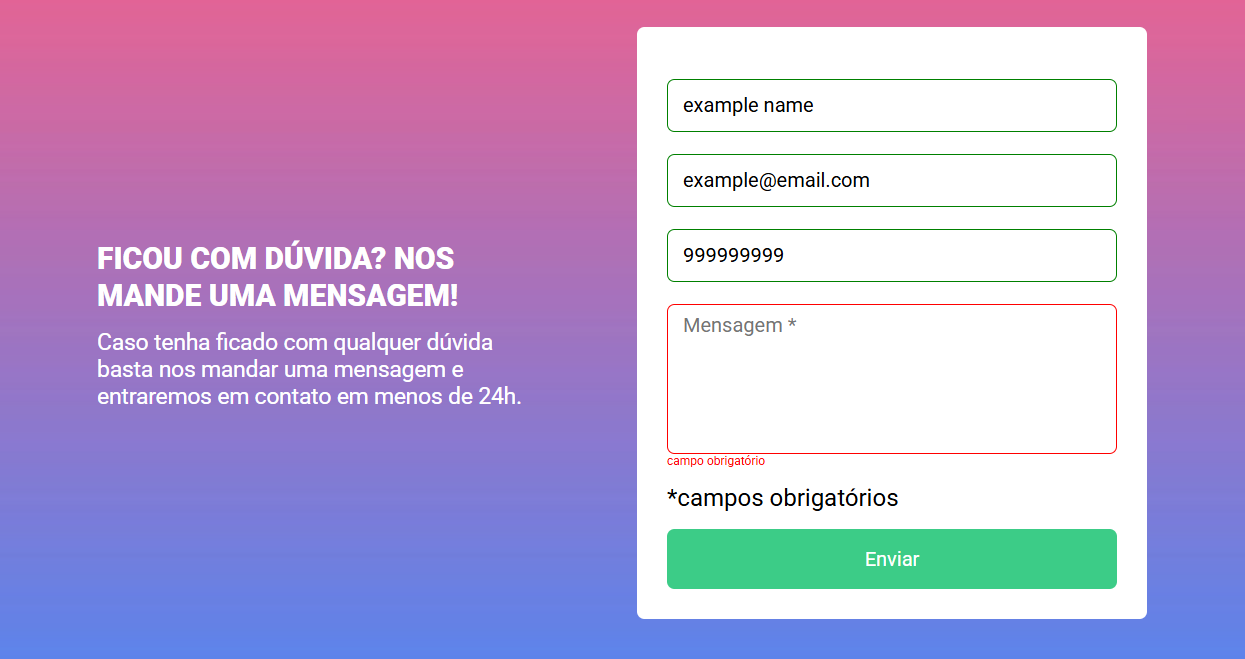 FICOU COM DÚVIDA? NOS
MANDE UMA MENSAGEM!
Caso tenha ficado com qualquer dúvida
basta nos mandar uma mensagem e
entraremos em contato em menos de 24h.
example name
example@email.com
999999999
Mensagem *
campo obrigatório
*campos obrigatórios
Enviar